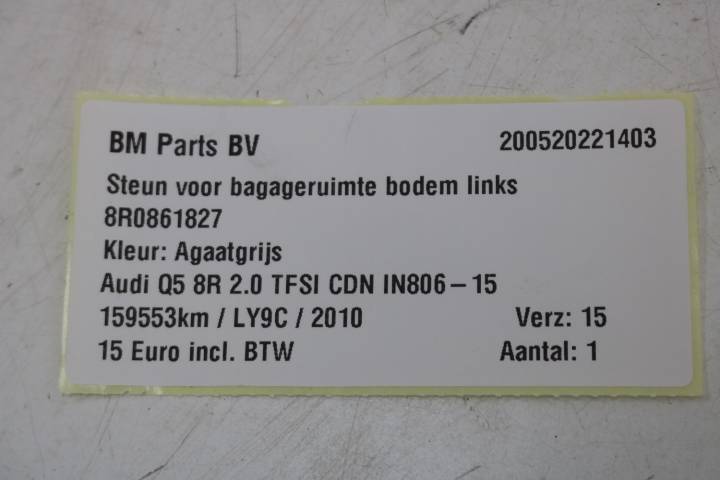 BM Parts BV 200520221403
Steun voor bagageruimte bodem links
8R0861827
Kleur: Agaatgrijs
Audi Q5 8R 2.0 TFSI CDN IN806-15
159553km / LY9C / 2010 Verz: 15
15 Euro incl. BTW Aantal: 1